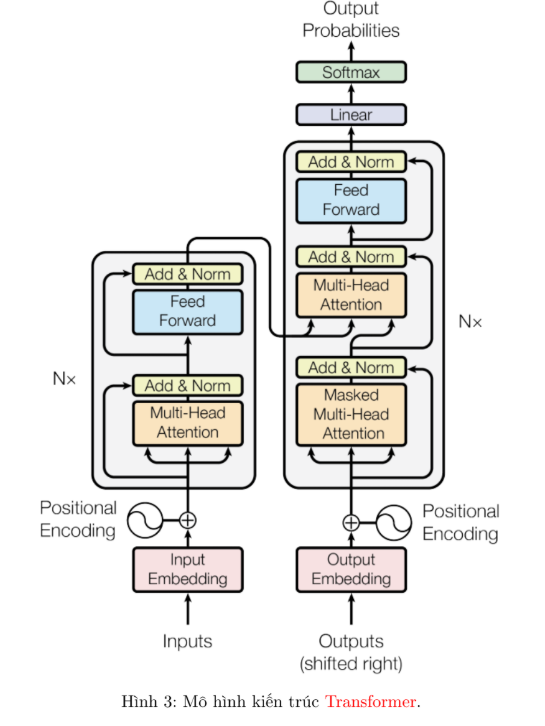 Output
Probabilities
Softmax
Linear
Add & Norm
Feed
Forward
Add & Norm
Multi-Head
Attention
Nx
Add & Norm
Masked
Multi-Head
Attention
Add & Norm
Feed
Forward
Nx
Add & Norm
Multi-Head
Attention
Positional
Encoding
Positional
Encoding
Input
Embedding
Output
Embedding
Inputs
Outputs
(shifted right)
Hình 3: Mô hình kiến trúc Transformer.